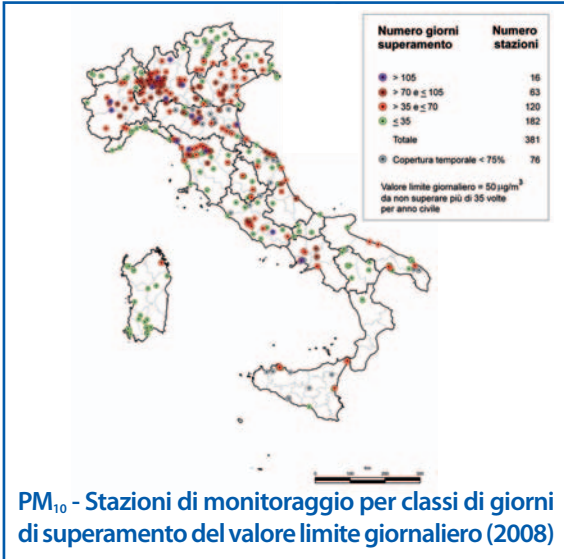 Numero giorni superamento Numero stazioni
> 105 16
> 70 e ≤ 105 63
> 35 e ≤ 70 120
≤ 35 182
Totale 381
Copertura temporale < 75% 76
Valore limite giornaliero = 50 µg/m³
da non superare più di 35 volte
per anno civile
PM₁₀ - Stazioni di monitoraggio per classi di giorni
di superamento del valore limite giornaliero (2008)